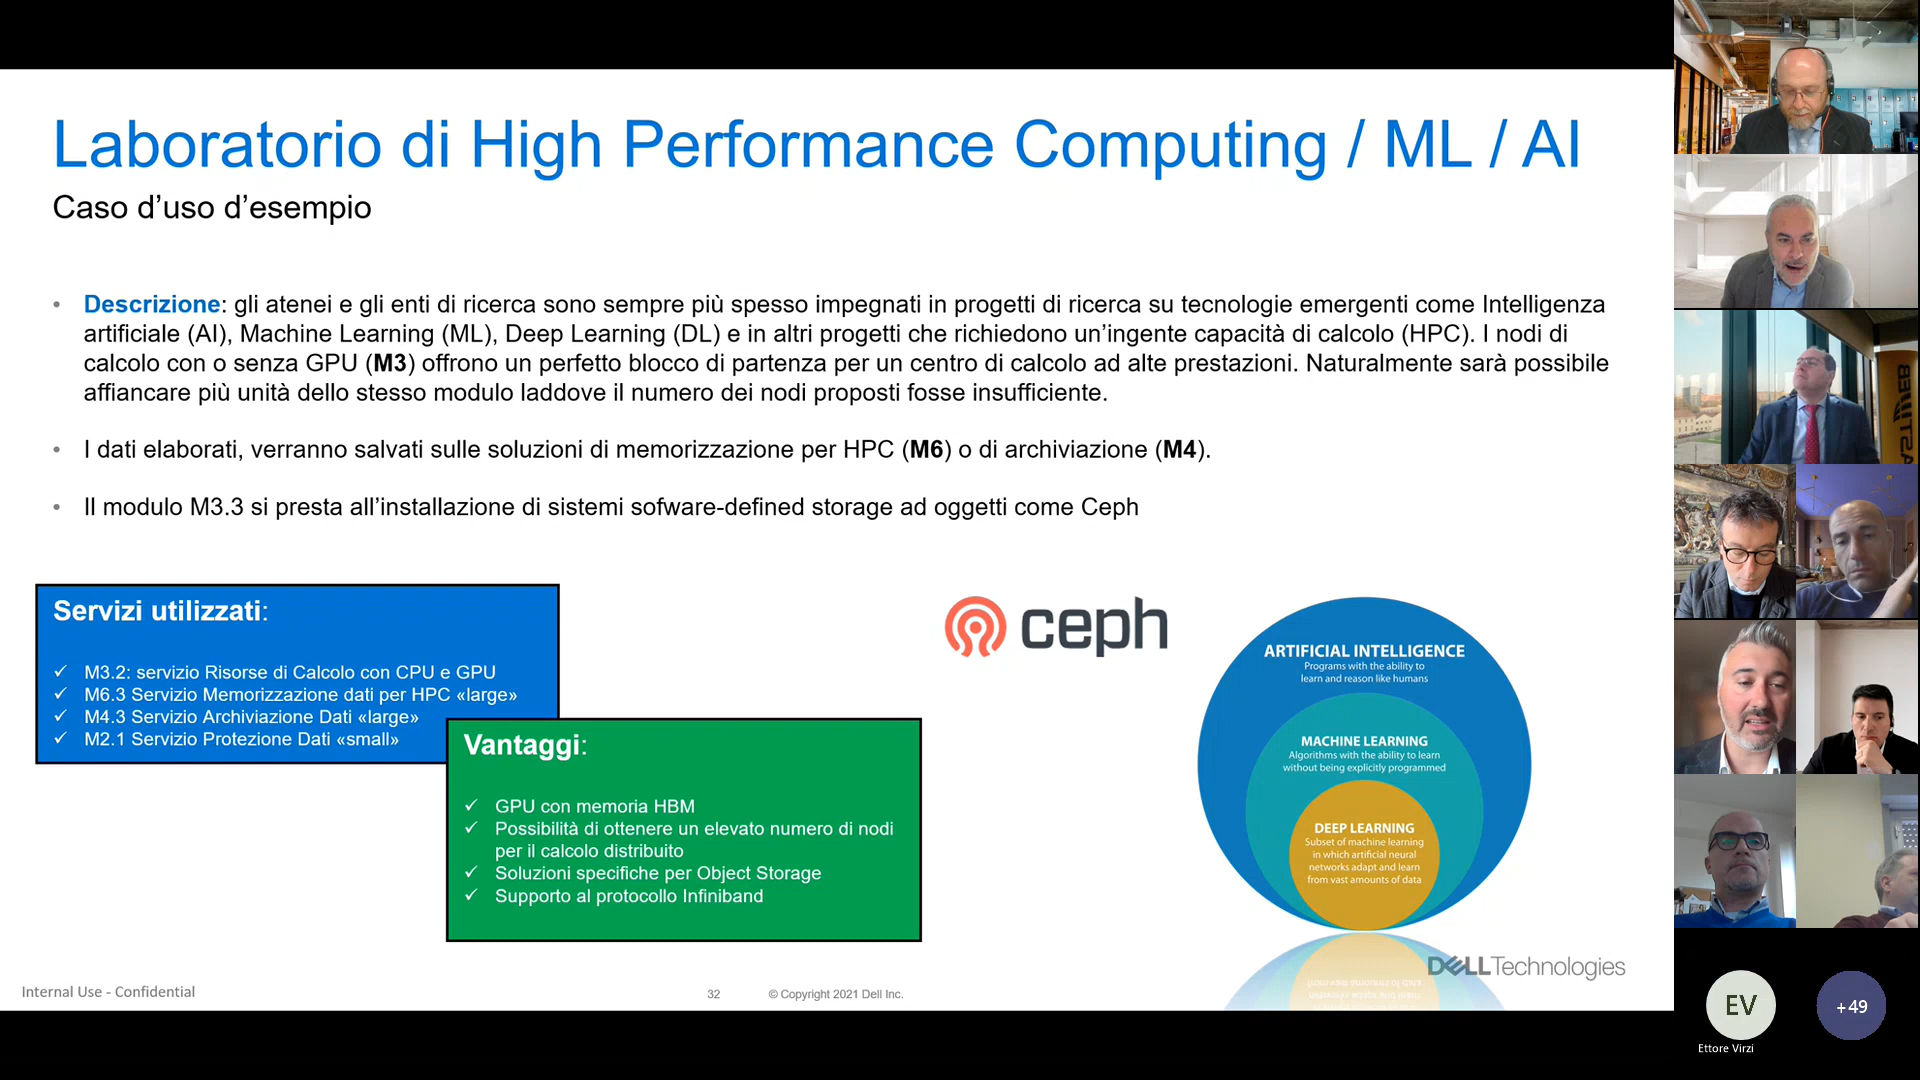 Laboratorio di High Performance Computing / ML / AI
Caso d’uso d’esempio
• Descrizione: gli atenei e gli enti di ricerca sono sempre più spesso impegnati in progetti di ricerca su tecnologie emergenti come Intelligenza
artificiale (AI), Machine Learning (ML), Deep Learning (DL) e in altri progetti che richiedono un’ingente capacità di calcolo (HPC). I nodi di
calcolo con o senza GPU (M3) offrono un perfetto blocco di partenza per un centro di calcolo ad alte prestazioni. Naturalmente sarà possibile
affiancare più unità dello stesso modulo laddove il numero dei nodi proposti fosse insufficiente.
• I dati elaborati, verranno salvati sulle soluzioni di memorizzazione per HPC (M6) o di archiviazione (M4).
• Il modulo M3.3 si presta all’installazione di sistemi sofware-defined storage ad oggetti come Ceph
Servizi utilizzati:
✓ M3.2: servizio Risorse di Calcolo con CPU e GPU
✓ M6.3 Servizio Memorizzazione dati per HPC «large»
✓ M4.3 Servizio Archiviazione Dati «large»
✓ M2.1 Servizio Protezione Dati «small»
Vantaggi:
✓ GPU con memoria HBM
✓ Possibilità di ottenere un elevato numero di nodi
per il calcolo distribuito
✓ Soluzioni specifiche per Object Storage
✓ Supporto al protocollo Infiniband
ceph
ARTIFICIAL INTELLIGENCE
Programs with the ability to
learn and reason like humans
MACHINE LEARNING
Algorithms with the ability to learn
without being explicitly programmed
DEEP LEARNING
Subset of machine learning
in which artificial neural
networks adapt and learn
from vast amounts of data
DELLTechnologies
Internal Use - Confidential
32
© Copyright 2021 Dell Inc.
EV
+49
Ettore Virzi